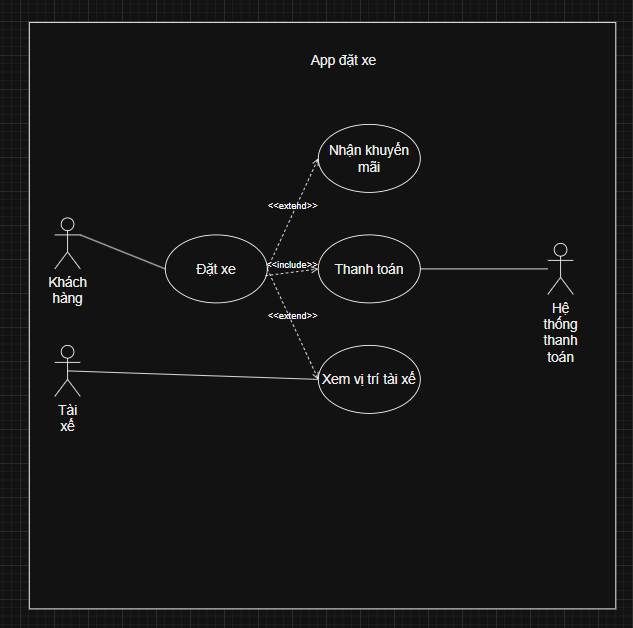 App đặt xe
Nhận khuyến
mãi
<<extend>>
Đặt xe
<<include>>
Thanh toán
Khách
hàng
Hệ
thống
thanh
toán
<<extend>>
Xem vị trí tài xế
Tài
xế